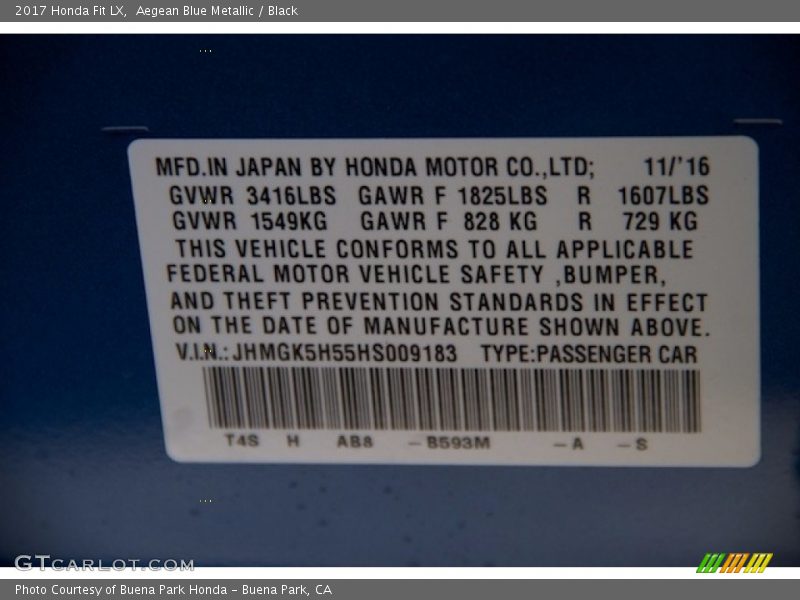 2017 Honda Fit LX, Aegean Blue Metallic / Black
MFD.IN JAPAN BY HONDA MOTOR CO.,LTD; 11/'16
GVWR 3416LBS GAWR F 1825LBS R 1607LBS
GVWR 1549KG GAWR F 828 KG R 729 KG
THIS VEHICLE CONFORMS TO ALL APPLICABLE
FEDERAL MOTOR VEHICLE SAFETY ,BUMPER,
AND THEFT PREVENTION STANDARDS IN EFFECT
ON THE DATE OF MANUFACTURE SHOWN ABOVE.
V.I.N.: JHMGK5H55HS009183 TYPE:PASSENGER CAR
T4S H AB8 -B593M -A -S
GTCARLOT.COM
Photo Courtesy of Buena Park Honda - Buena Park, CA